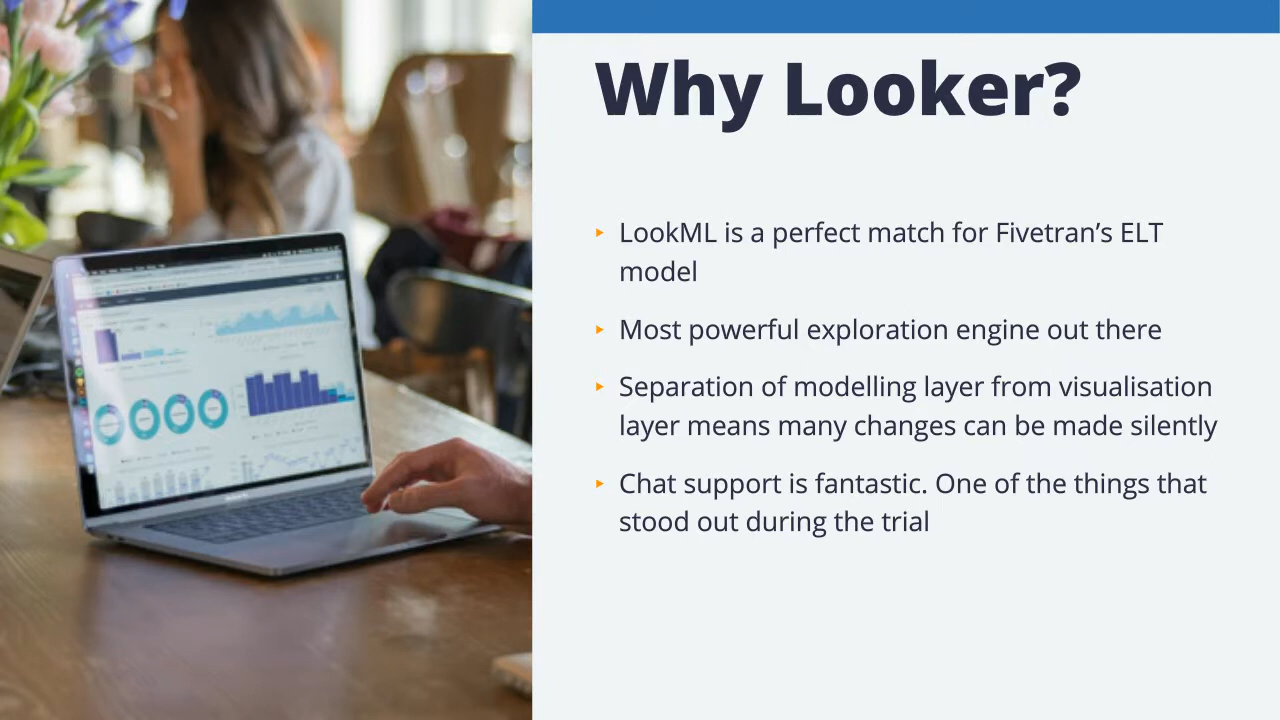 Why Looker?
LookML is a perfect match for Fivetran’s ELT
model
Most powerful exploration engine out there
Separation of modelling layer from visualisation
layer means many changes can be made silently
Chat support is fantastic. One of the things that
stood out during the trial